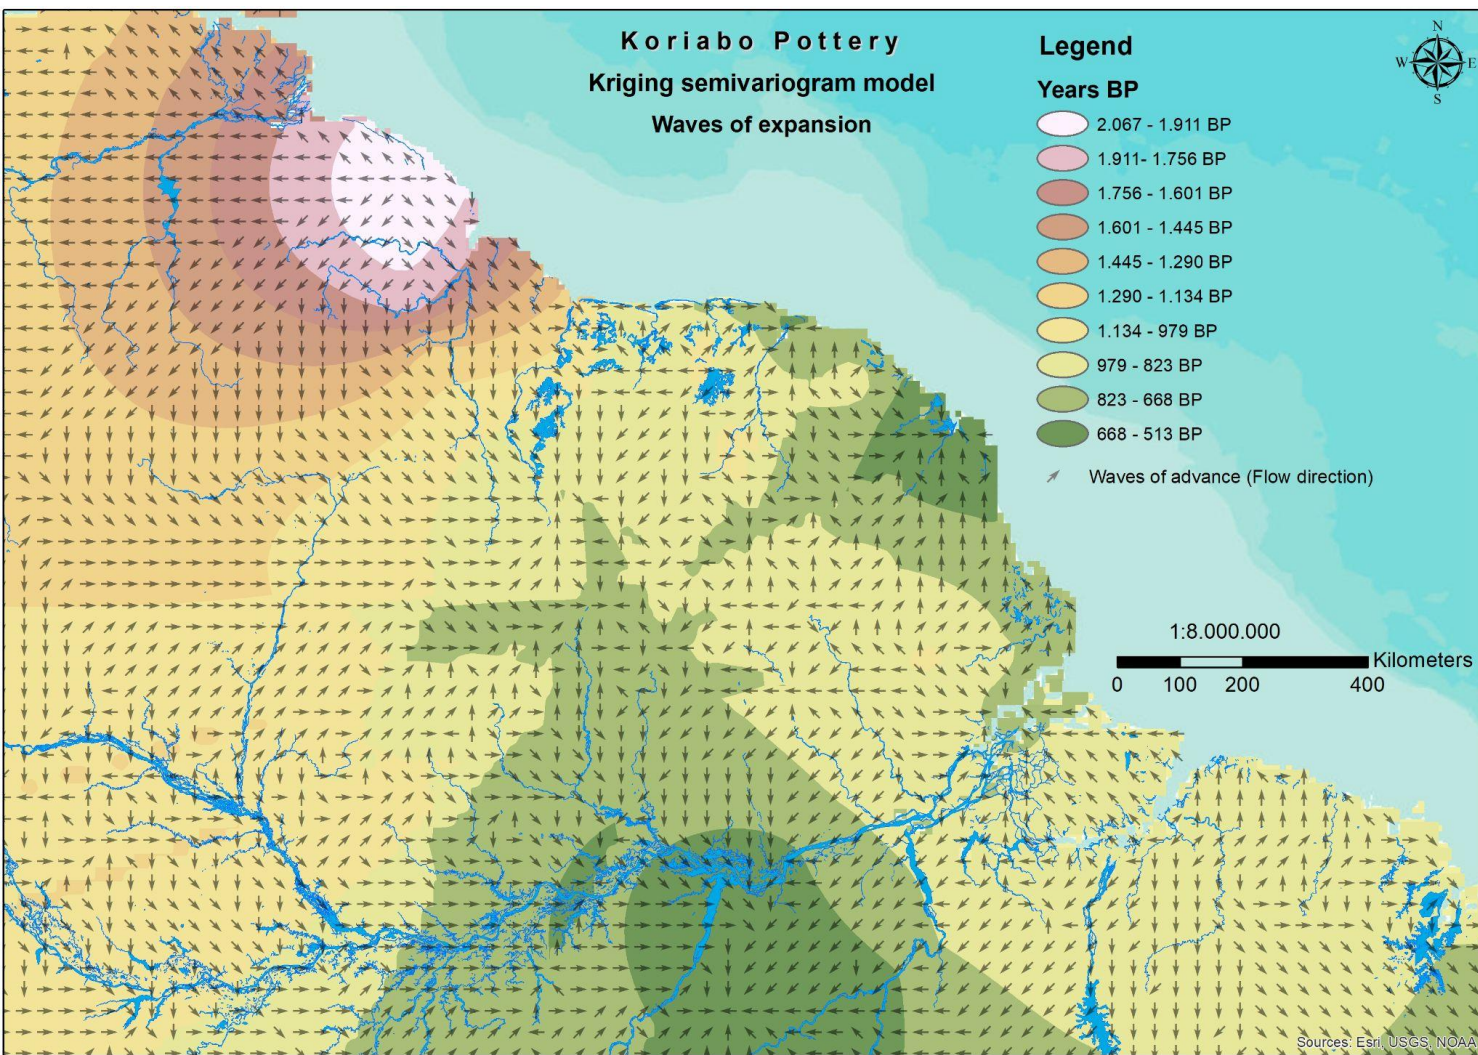 Koriabo Pottery
Kriging semivariogram model
Waves of expansion
Legend
Years BP
2.067 - 1.911 BP
1.911- 1.756 BP
1.756 - 1.601 BP
1.601 - 1.445 BP
1.445 - 1.290 BP
1.290 - 1.134 BP
1.134 - 979 BP
979 - 823 BP
823 - 668 BP
668 - 513 BP
Waves of advance (Flow direction)
N
W E
S
1:8.000.000
Kilometers
0 100 200 400
Sources: Esri, USGS, NOAA